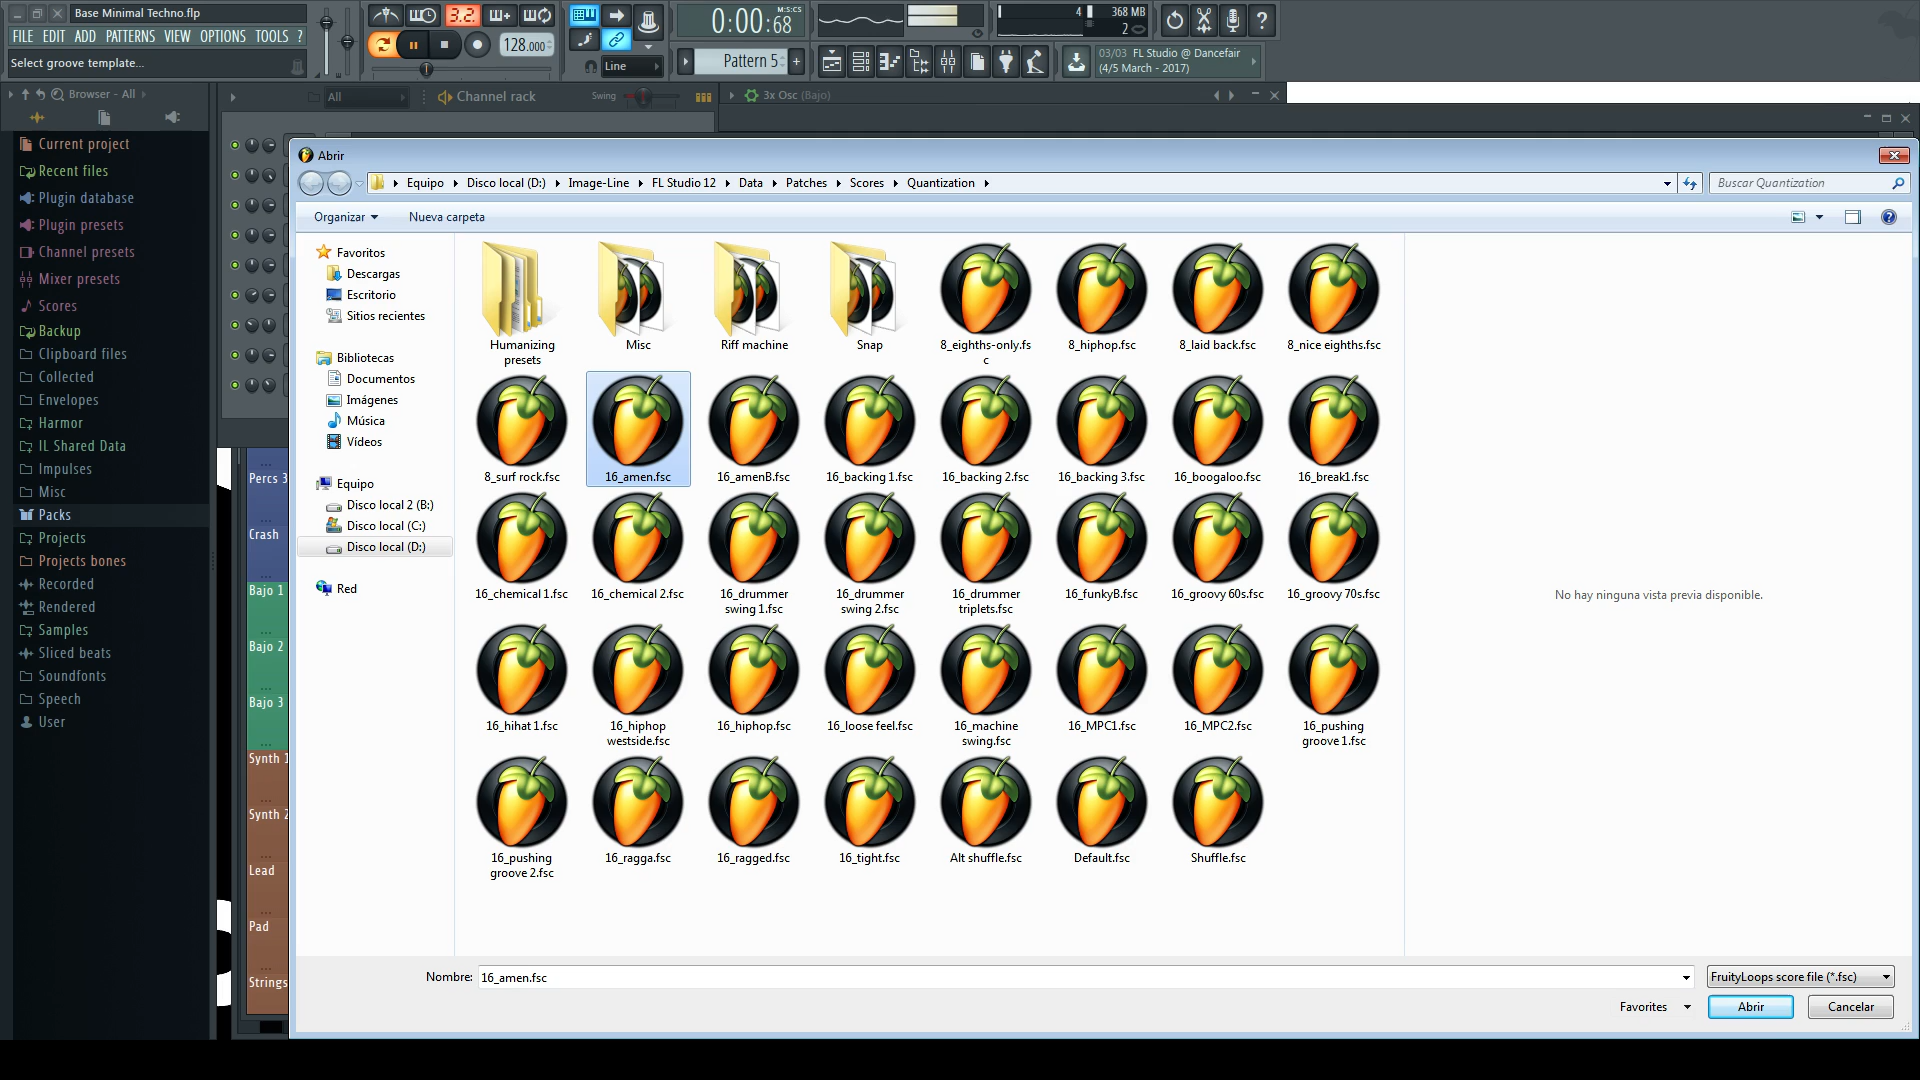 Base Minimal Techno.flp
FILE EDIT ADD PATTERNS VIEW OPTIONS TOOLS ?
Select groove template...
3.2.
128.000
Line
0:00:68
M:S:CS
Pattern 5
4
368 MB
2
03/03 FL Studio @ Dancefair
(4/5 March - 2017)
Browser - All
All
Channel rack
Swing
3x Osc (Bajo)
Current project
Recent files
Plugin database
Plugin presets
Channel presets
Mixer presets
Scores
Backup
Clipboard files
Collected
Envelopes
Harmor
IL Shared Data
Impulses
Misc
Packs
Projects
Projects bones
Recorded
Rendered
Samples
Sliced beats
Soundfonts
Speech
User
Percs 3
Crash
Bajo 1
Bajo 2
Bajo 3
Synth 1
Synth 2
Lead
Pad
Strings
Abrir
Equipo
Disco local (D:)
Image-Line
FL Studio 12
Data
Patches
Scores
Quantization
Buscar Quantization
Organizar
Nueva carpeta
Favoritos
Descargas
Escritorio
Sitios recientes
Bibliotecas
Documentos
Imágenes
Música
Vídeos
Equipo
Disco local 2 (B:)
Disco local (C:)
Disco local (D:)
Red
Humanizing presets
Misc
Riff machine
Snap
8_eighths-only.fsc
8_hiphop.fsc
8_laid back.fsc
8_nice eighths.fsc
8_surf rock.fsc
16_amen.fsc
16_amenB.fsc
16_backing 1.fsc
16_backing 2.fsc
16_backing 3.fsc
16_boogaloo.fsc
16_break1.fsc
16_chemical 1.fsc
16_chemical 2.fsc
16_drummer swing 1.fsc
16_drummer swing 2.fsc
16_drummer triplets.fsc
16_funkyB.fsc
16_groovy 60s.fsc
16_groovy 70s.fsc
16_hihat 1.fsc
16_hiphop westside.fsc
16_hiphop.fsc
16_loose feel.fsc
16_machine swing.fsc
16_MPC1.fsc
16_MPC2.fsc
16_pushing groove 1.fsc
16_pushing groove 2.fsc
16_ragga.fsc
16_ragged.fsc
16_tight.fsc
Alt shuffle.fsc
Default.fsc
Shuffle.fsc
No hay ninguna vista previa disponible.
Nombre: 16_amen.fsc
FruityLoops score file (*.fsc)
Favorites
Abrir
Cancelar